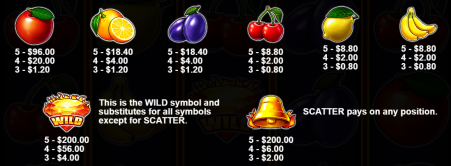 5 - $96.00
4 - $20.00
3 - $1.20
5 - $18.40
4 - $4.00
3 - $1.20
5 - $18.40
4 - $4.00
3 - $1.20
5 - $8.80
4 - $2.00
3 - $0.80
5 - $8.80
4 - $2.00
3 - $0.80
5 - $8.80
4 - $2.00
3 - $0.80
WILD
5 - $200.00
4 - $56.00
3 - $4.00
This is the WILD symbol and
substitutes for all symbols
except for SCATTER.
5 - $200.00
4 - $6.00
3 - $2.00
SCATTER pays on any position.